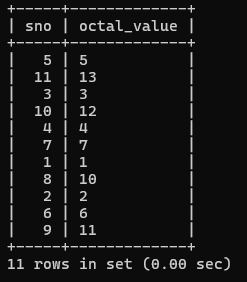 +-----+-------------+
| sno | octal_value |
+-----+-------------+
|   5 | 5           |
|  11 | 13          |
|   3 | 3           |
|  10 | 12          |
|   4 | 4           |
|   7 | 7           |
|   1 | 1           |
|   8 | 10          |
|   2 | 2           |
|   6 | 6           |
|   9 | 11          |
+-----+-------------+
11 rows in set (0.00 sec)